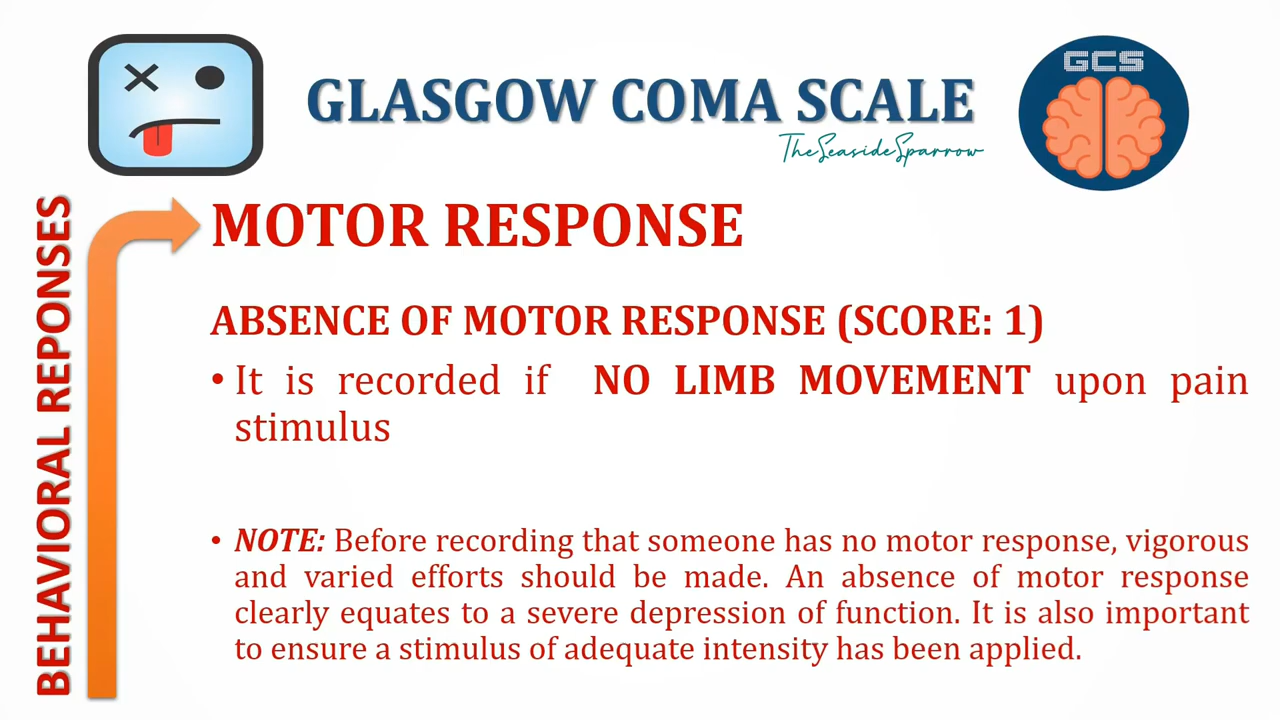 GCS
GLASGOW COMA SCALE
TheSeasideSparrow
BEHAVIORAL REPONSES
MOTOR RESPONSE
ABSENCE OF MOTOR RESPONSE (SCORE: 1)
• It is recorded if NO LIMB MOVEMENT upon pain
stimulus
• NOTE: Before recording that someone has no motor response, vigorous
and varied efforts should be made. An absence of motor response
clearly equates to a severe depression of function. It is also important
to ensure a stimulus of adequate intensity has been applied.